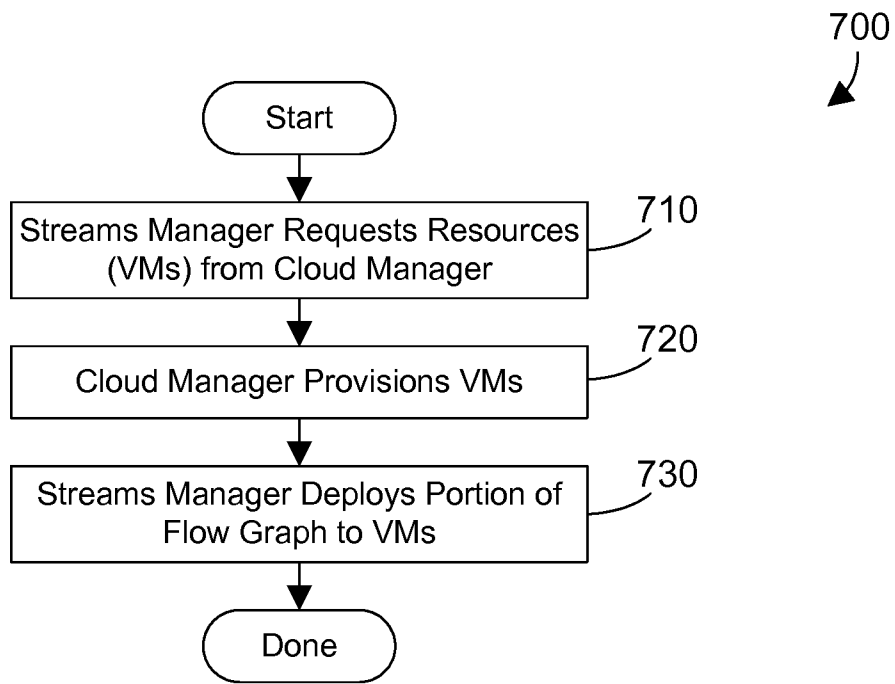 700
Start
710
Streams Manager Requests Resources
(VMs) from Cloud Manager
720
Cloud Manager Provisions VMs
730
Streams Manager Deploys Portion of
Flow Graph to VMs
Done